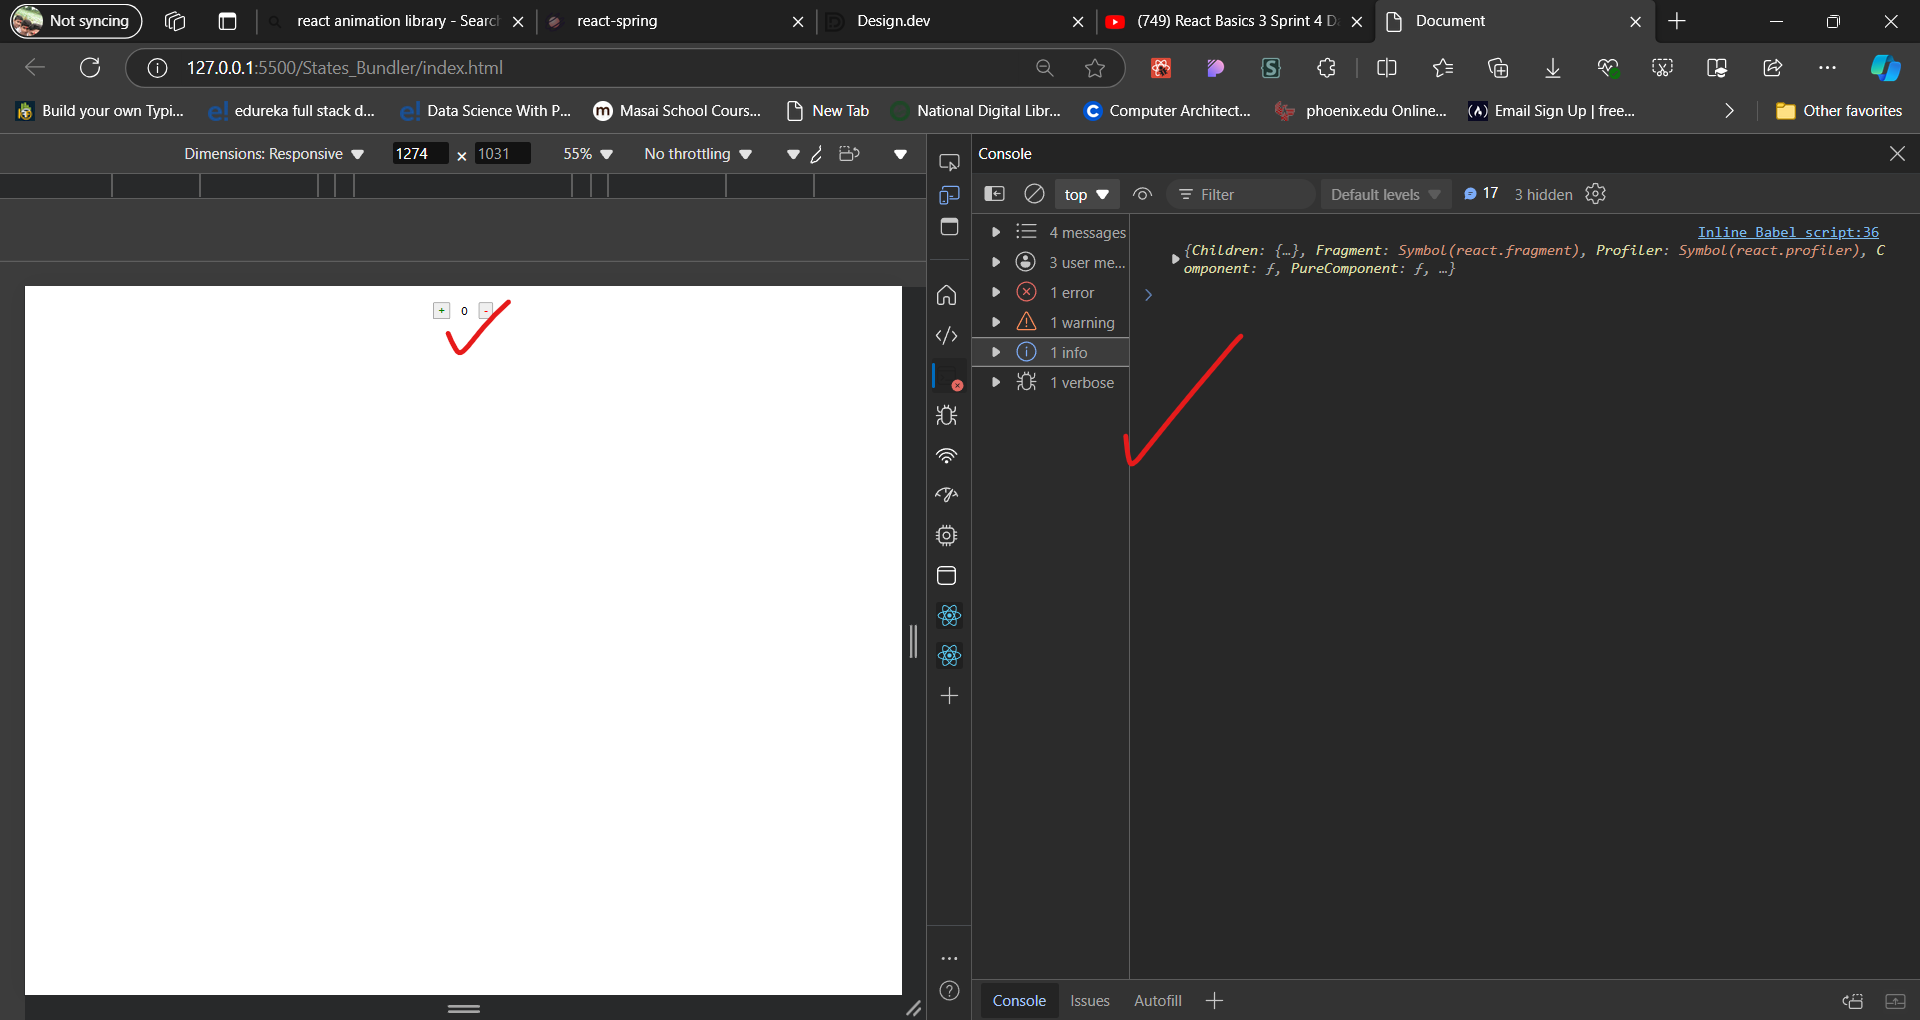 Not syncing
react animation library - Searc
react-spring
Design.dev
(749) React Basics 3 Sprint 4 D
Document
127.0.0.1:5500/States_Bundler/index.html
Build your own Typi...
edureka full stack d...
Data Science With P...
Masai School Cours...
New Tab
National Digital Libr...
Computer Architect...
phoenix.edu Online...
Email Sign Up | free...
Other favorites
Dimensions: Responsive
1274 × 1031
55%
No throttling
Console
top
Filter
Default levels
17
3 hidden
4 messages
3 user me...
1 error
1 warning
1 info
1 verbose
Inline Babel script:36
{Children: {…}, Fragment: Symbol(react.fragment), Profiler: Symbol(react.profiler), C
omponent: ƒ, PureComponent: ƒ, …}
+ 0 -
Console
Issues
Autofill